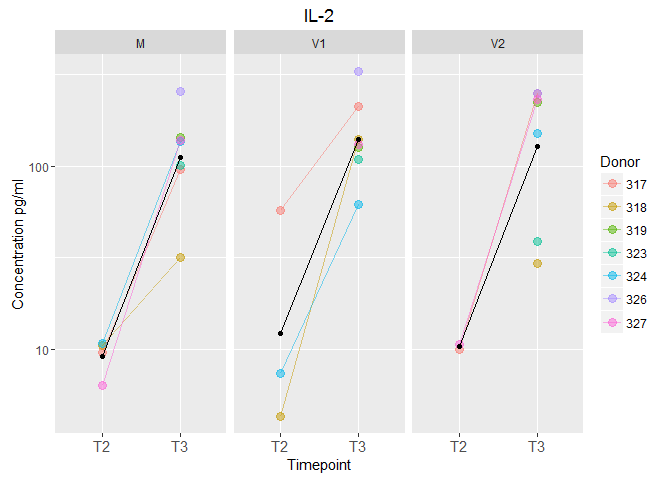 IL-2
M V1 V2
Concentration pg/ml
100
10
T2 T3 T2 T3 T2 T3
Timepoint
Donor
317
318
319
323
324
326
327